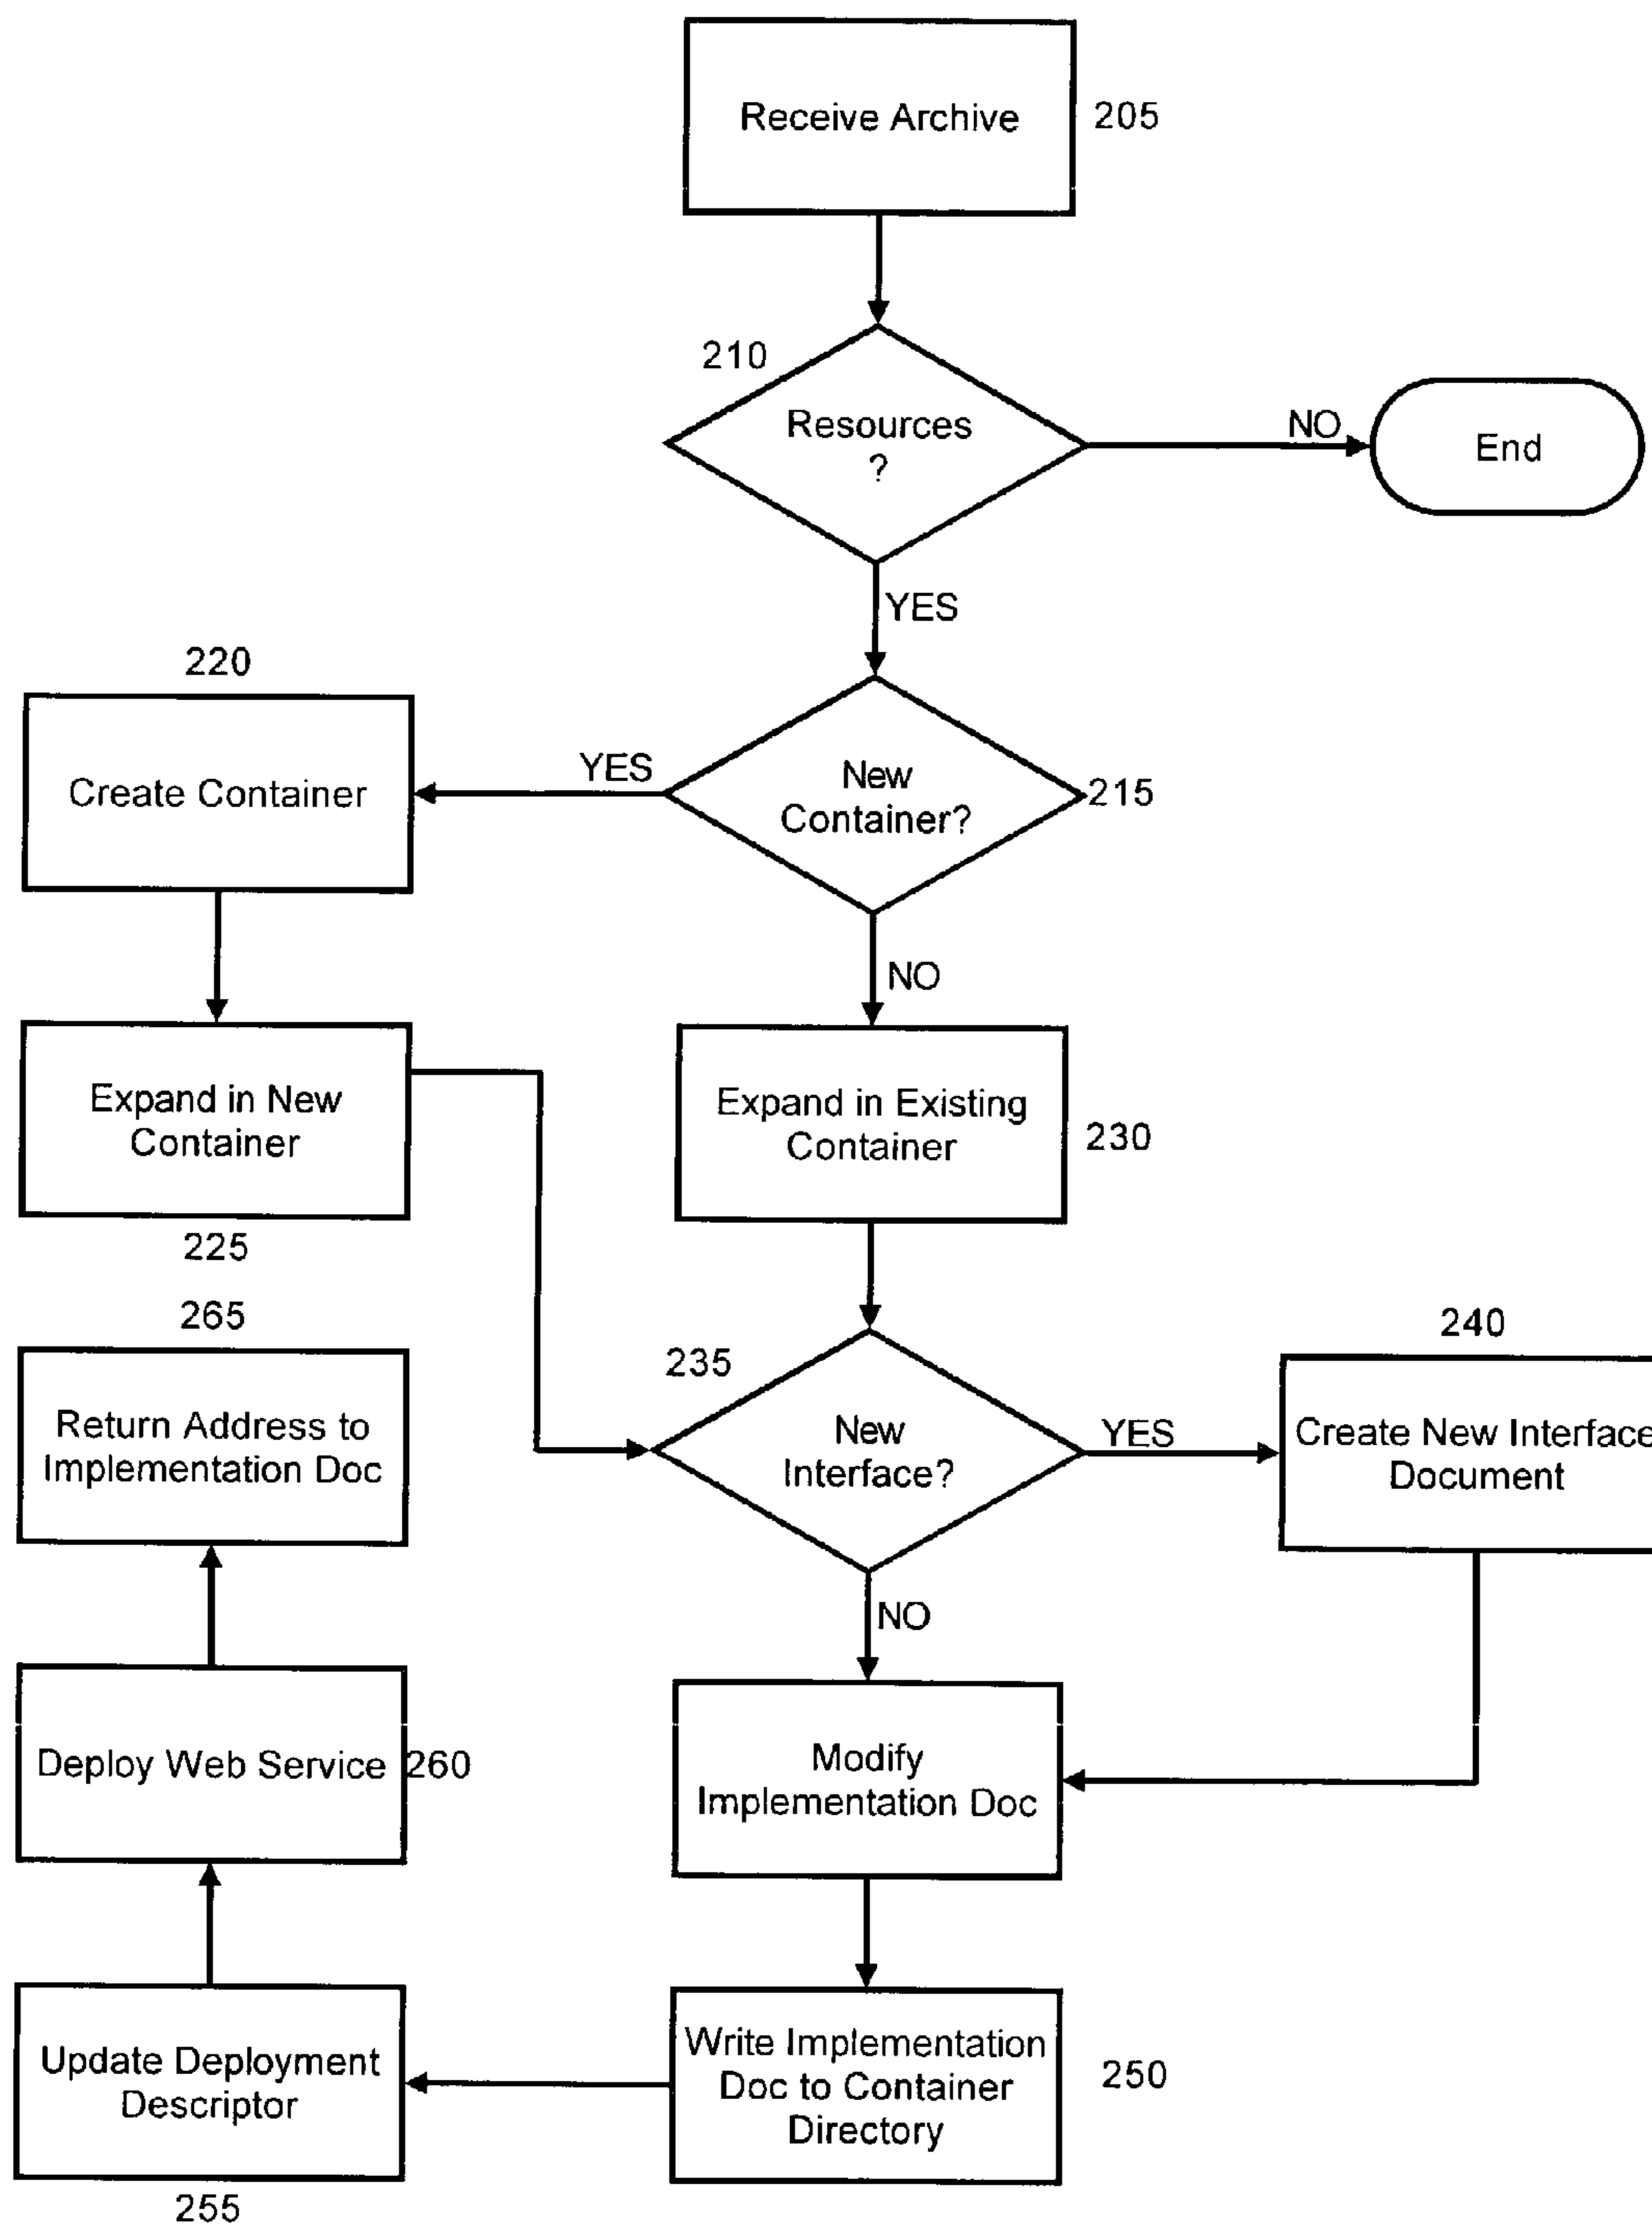 Receive Archive
205
210
Resources
?
NO
End
YES
220
Create Container
YES
New
Container?
215
NO
Expand in New
Container
225
Expand in Existing
Container
230
265
Return Address to
Implementation Doc
235
New
Interface?
YES
240
Create New Interface
Document
NO
Deploy Web Service
260
Modify
Implementation Doc
Update Deployment
Descriptor
255
Write Implementation
Doc to Container
Directory
250